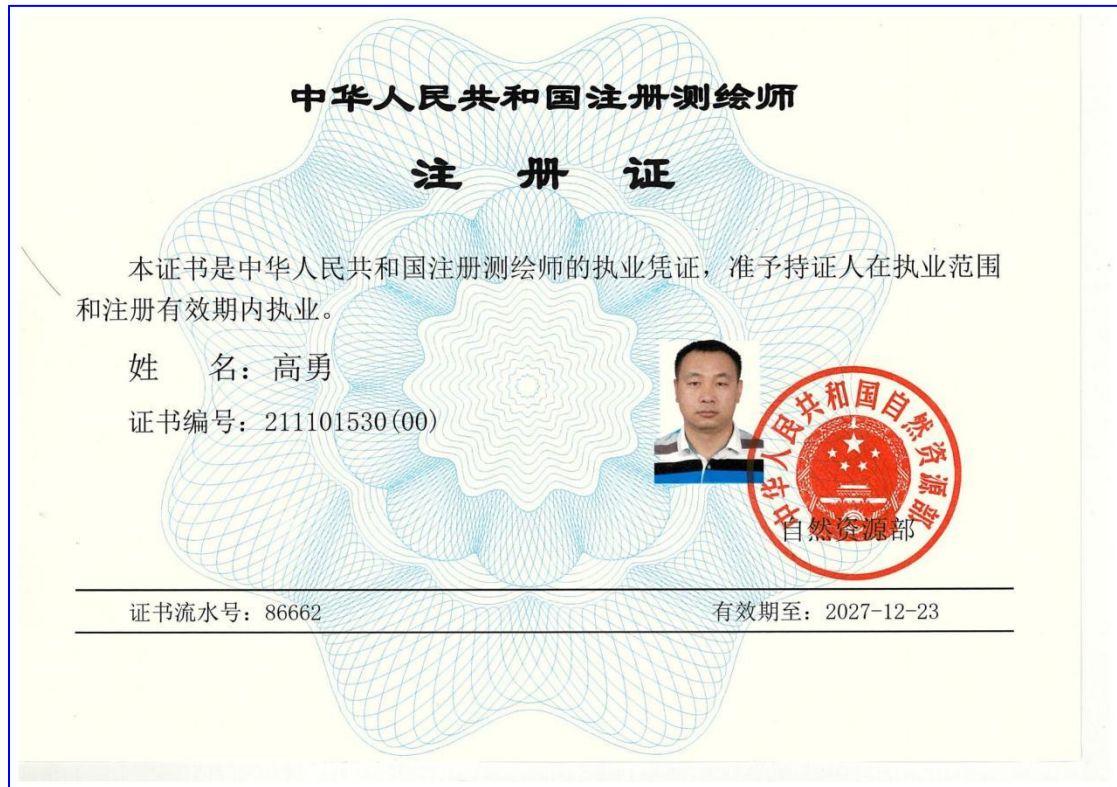 中华人民共和国注册测绘师
注 册 证
本证书是中华人民共和国注册测绘师的执业凭证，准予持证人在执业范围
和注册有效期内执业。
姓 名：高勇
证书编号：211101530(00)
中华人民共和国自然资源部
自然资源部
证书流水号：86662
有效期至：2027-12-23